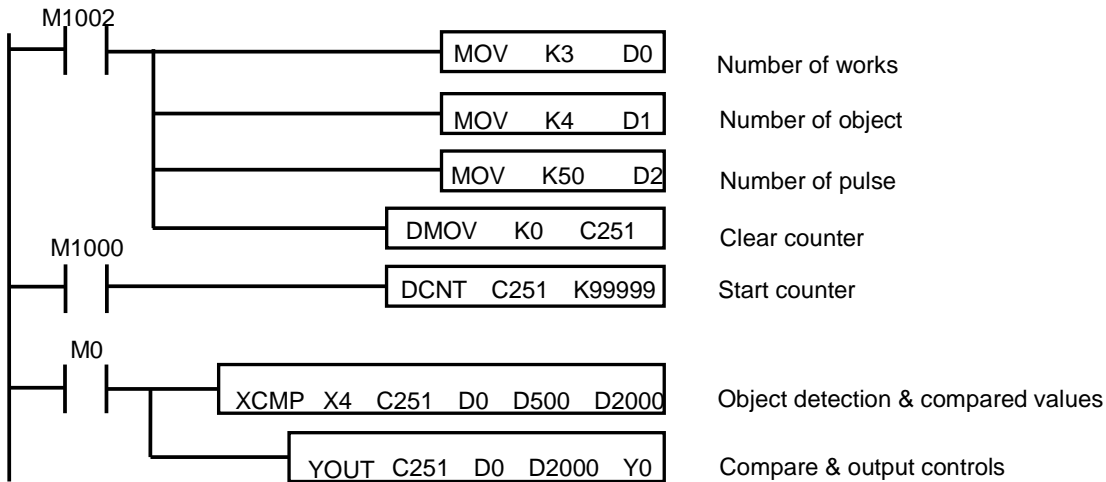 M1002
MOV K3 D0 Number of works
MOV K4 D1 Number of object
MOV K50 D2 Number of pulse
DMOV K0 C251 Clear counter
M1000
DCNT C251 K99999 Start counter
M0
XCMP X4 C251 D0 D500 D2000 Object detection & compared values
YOUT C251 D0 D2000 Y0 Compare & output controls